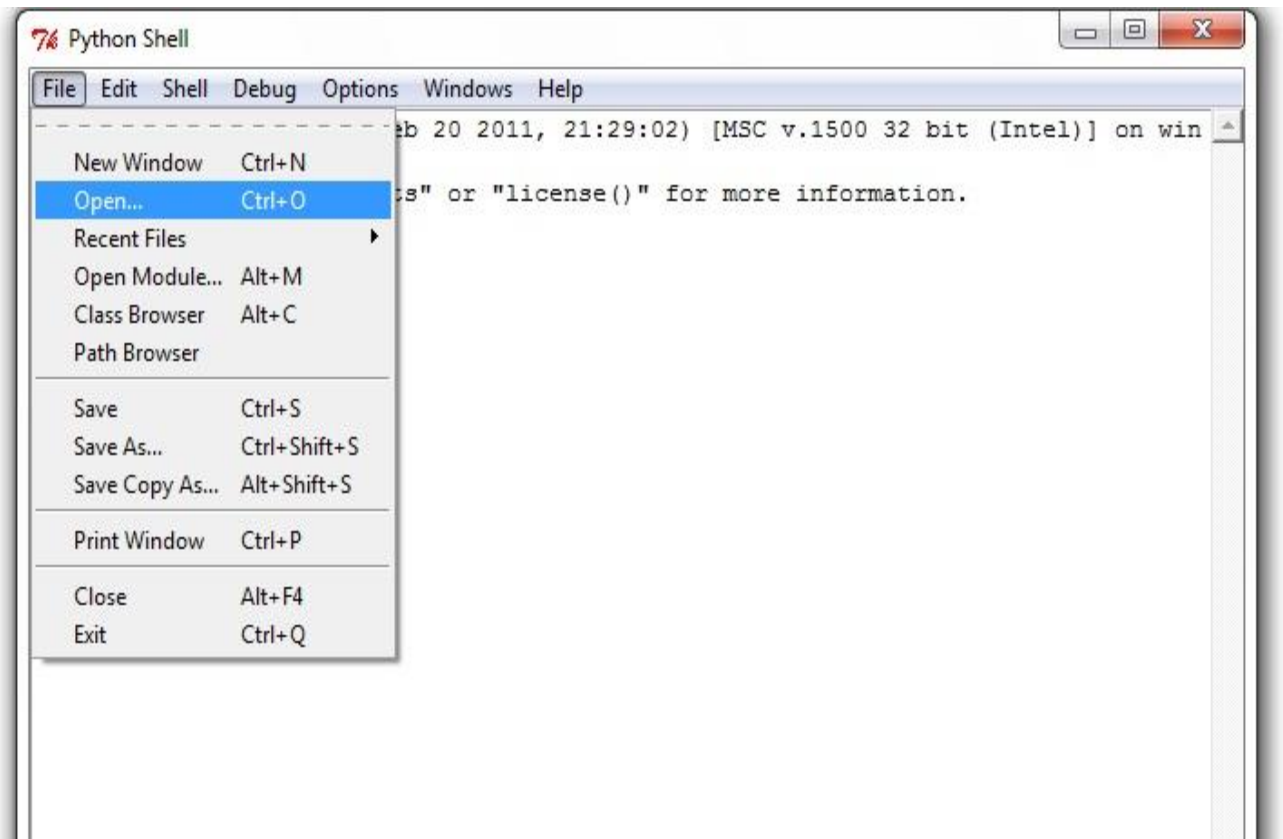 Python Shell
File Edit Shell Debug Options Windows Help
eb 20 2011, 21:29:02) [MSC v.1500 32 bit (Intel)] on win
New Window Ctrl+N
Open... Ctrl+O
s" or "license()" for more information.
Recent Files
Open Module... Alt+M
Class Browser Alt+C
Path Browser
Save Ctrl+S
Save As... Ctrl+Shift+S
Save Copy As... Alt+Shift+S
Print Window Ctrl+P
Close Alt+F4
Exit Ctrl+Q